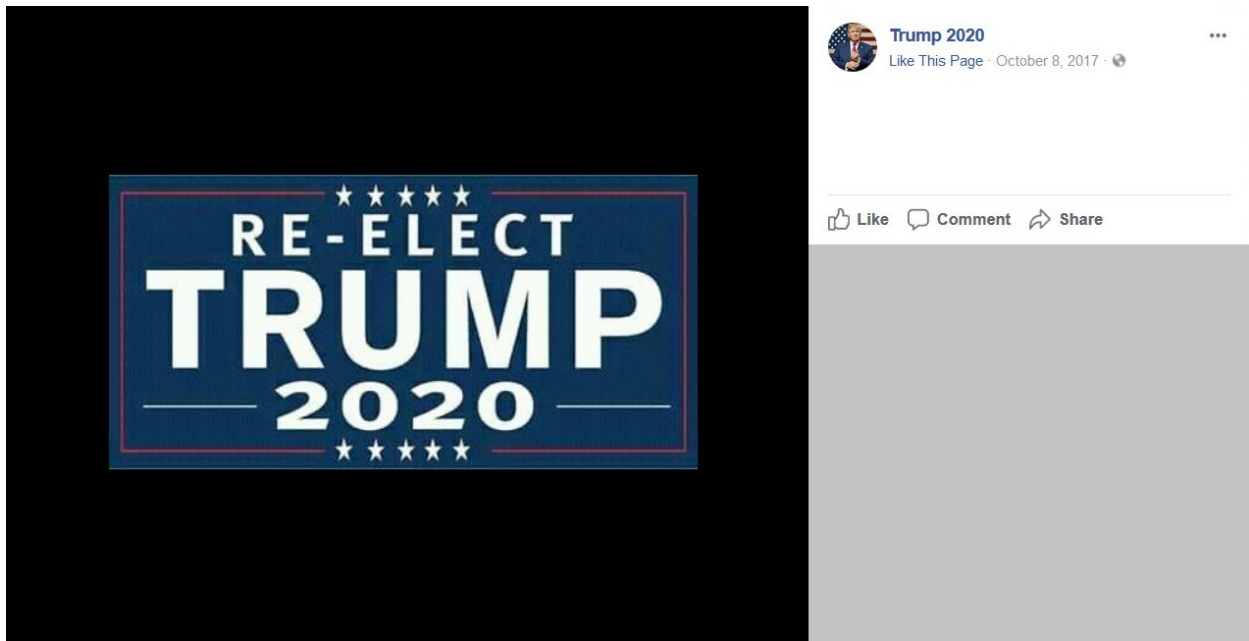 RE-ELECT
TRUMP
2020
Trump 2020
Like This Page · October 8, 2017 ·
Like Comment Share